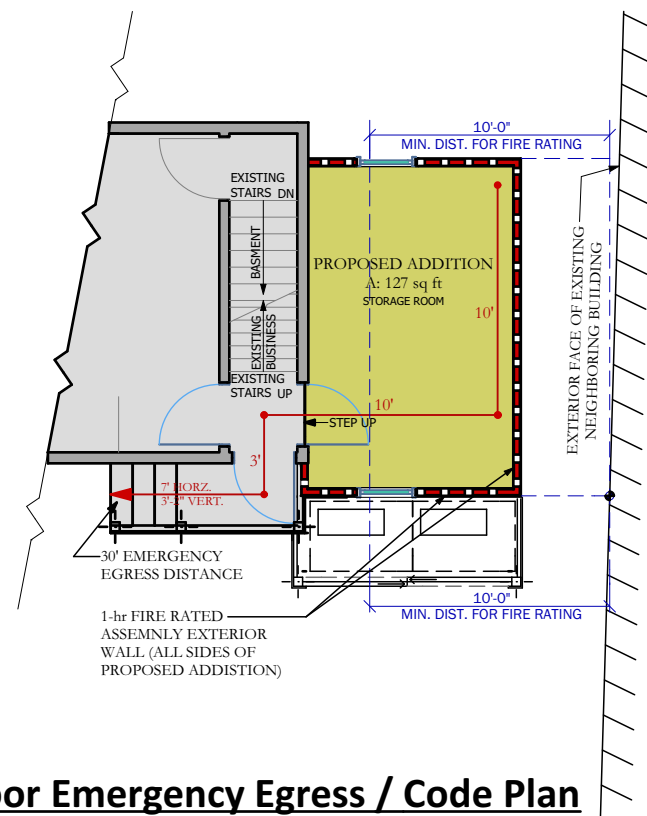 10'-0"
MIN. DIST. FOR FIRE RATING
EXISTING
STAIRS DN
BASMENT
EXISTING
BUSINESS
EXISTING
STAIRS UP
PROPOSED ADDITION
A: 127 sq ft
STORAGE ROOM
10'
10'
STEP UP
3'
7' HORZ.
3'-2" VERT.
EXTERIOR FACE OF EXISTING
NEIGHBORING BUILDING
30' EMERGENCY
EGRESS DISTANCE
10'-0"
MIN. DIST. FOR FIRE RATING
1-hr FIRE RATED
ASSEMNLY EXTERIOR
WALL (ALL SIDES OF
PROPOSED ADDISTION)
oor Emergency Egress / Code Plan